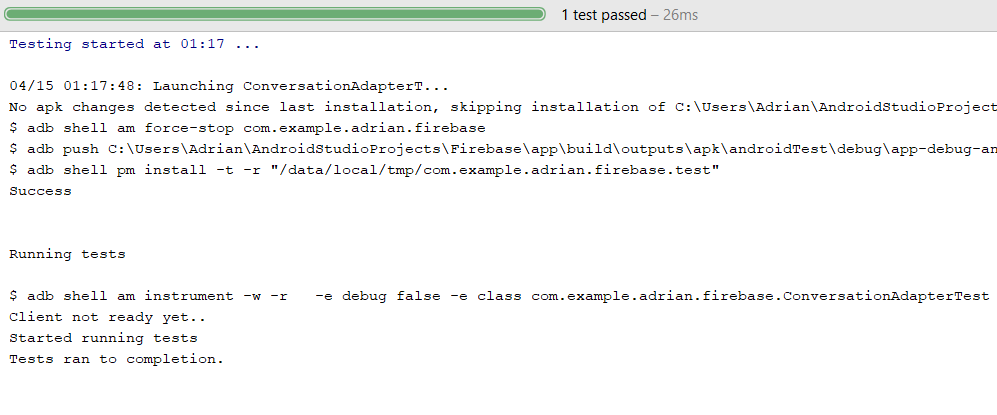 1 test passed – 26ms
Testing started at 01:17 ...
04/15 01:17:48: Launching ConversationAdapterT...
No apk changes detected since last installation, skipping installation of C:\Users\Adrian\AndroidStudioProject
$ adb shell am force-stop com.example.adrian.firebase
$ adb push C:\Users\Adrian\AndroidStudioProjects\Firebase\app\build\outputs\apk\androidTest\debug\app-debug-an
$ adb shell pm install -t -r "/data/local/tmp/com.example.adrian.firebase.test"
Success
Running tests
$ adb shell am instrument -w -r   -e debug false -e class com.example.adrian.firebase.ConversationAdapterTest
Client not ready yet..
Started running tests
Tests ran to completion.